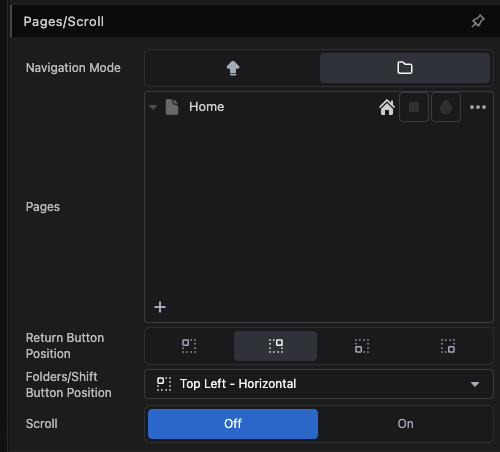 Pages/Scroll
Navigation Mode
Home
Pages
Return Button
Position
Folders/Shift
Button Position
Top Left - Horizontal
Scroll
Off
On